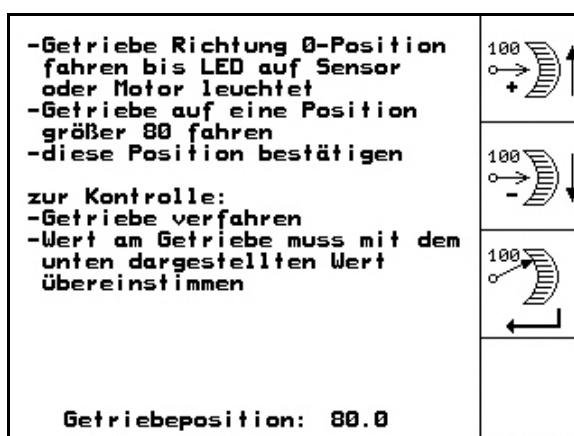 -Getriebe Richtung 0-Position
fahren bis LED auf Sensor
oder Motor leuchtet
-Getriebe auf eine Position
größer 80 fahren
-diese Position bestätigen
zur Kontrolle:
-Getriebe verfahren
-Wert am Getriebe muss mit dem
unten dargestellten Wert
übereinstimmen
Getriebeposition: 80.0
100
+
100
-
100